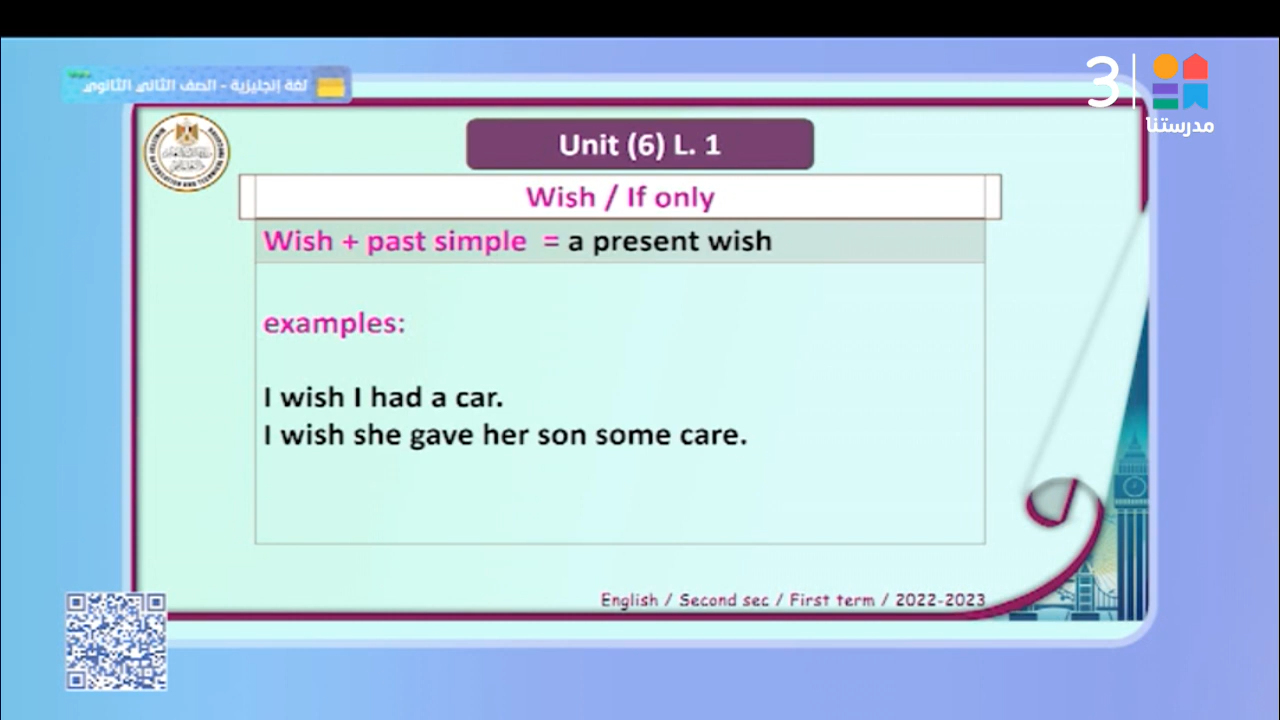 3
مدرستنا
لغة إنجليزية - الصف الثاني الثانوي
Unit (6) L. 1
Wish / If only
Wish + past simple = a present wish
examples:
I wish I had a car.
I wish she gave her son some care.
English / Second sec / First term / 2022-2023